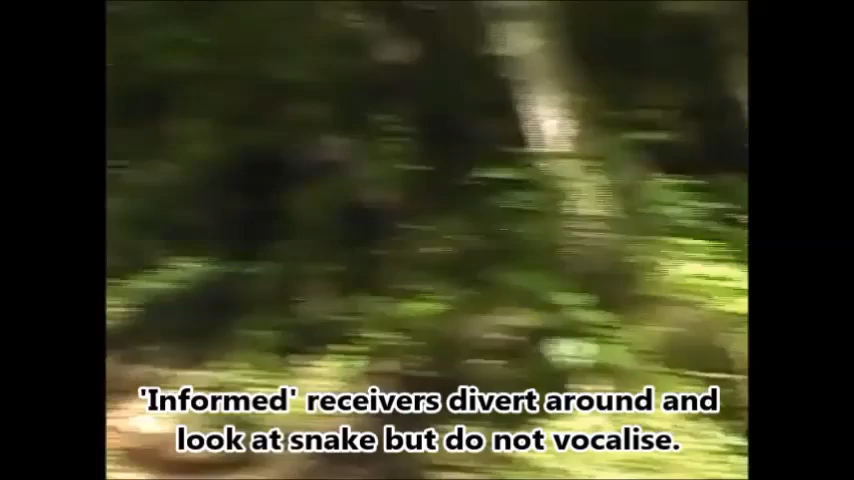 'Informed' receivers divert around and
look at snake but do not vocalise.